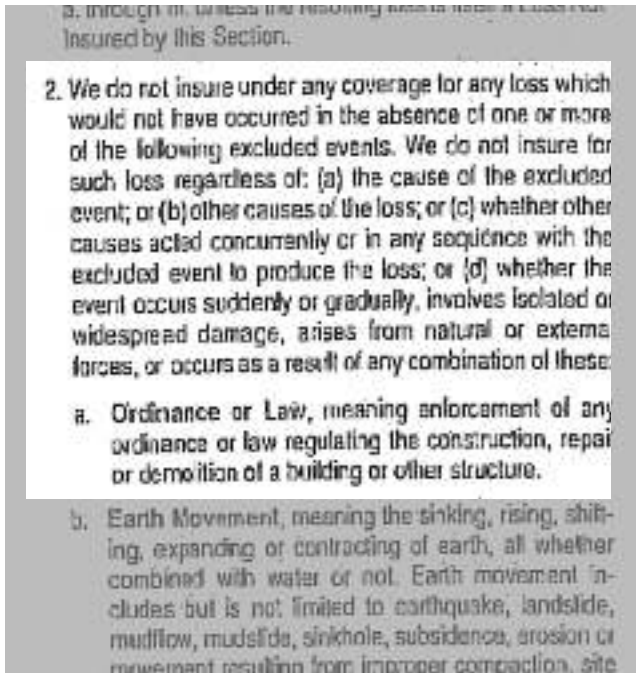 a. through m. unless the resulting loss is itself a Loss Not
Insured by this Section.
2. We do not insure under any coverage for any loss which
would not have occurred in the absence of one or more
of the following excluded events. We do not insure for
such loss regardless of: (a) the cause of the excluded
event; or (b) other causes of the loss; or (c) whether other
causes acted concurrently or in any sequence with the
excluded event to produce the loss; or (d) whether the
event occurs suddenly or gradually, involves isolated or
widespread damage, arises from natural or externa
forces, or occurs as a result of any combination of these:
a. Ordinance or Law, meaning enforcement of any
ordinance or law regulating the construction, repai
or demolition of a building or other structure.
b. Earth Movement, meaning the sinking, rising, shift-
ing, expanding or contracting of earth, all whether
combined with water or not. Earth movement in-
cludes but is not limited to earthquake, landslide,
mudflow, mudslide, sinkhole, subsidence, erosion or
movement resulting from improper compaction, site